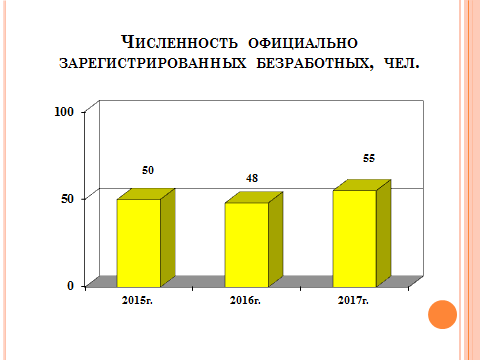 Численность официально
зарегистрированных безработных, чел.
100
50
0
50
48
55
2015г.
2016г.
2017г.